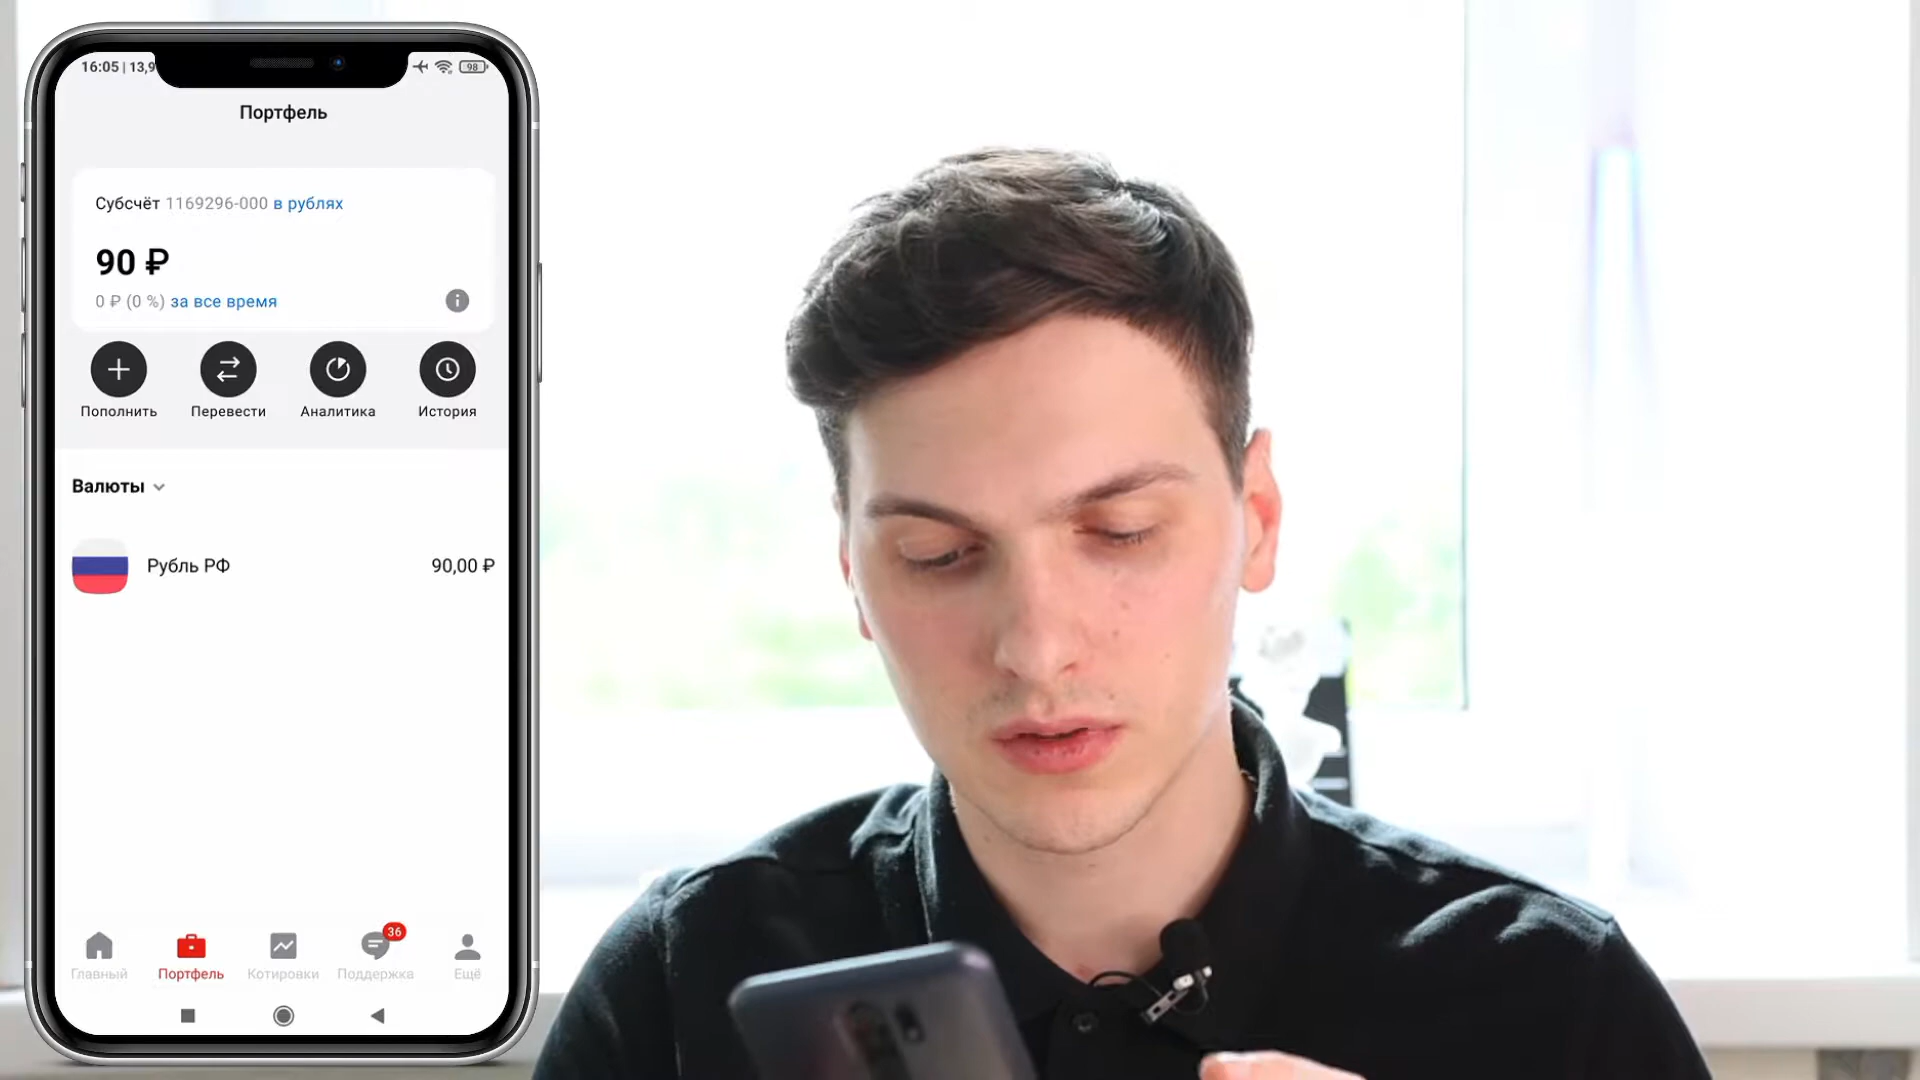 16:05 | 13,9
98
Портфель
Субсчёт 1169296-000 в рублях
90 ₽
0 ₽ (0 %) за все время
Пополнить Перевести Аналитика История
Валюты
Рубль РФ 90,00 ₽
36
Главный Портфель Котировки Поддержка Ещё